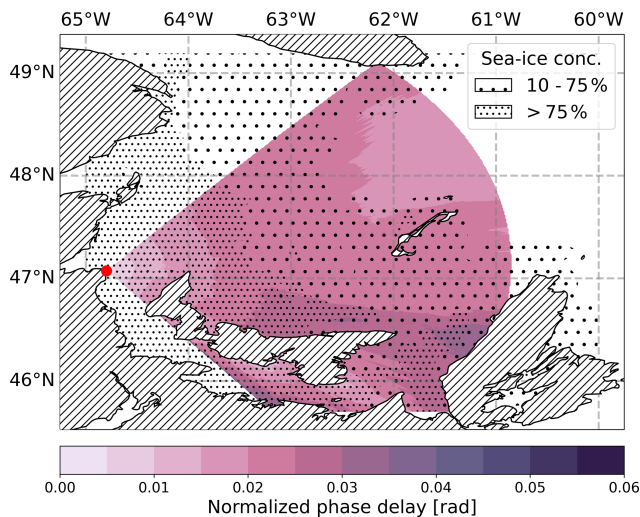 65°W 64°W 63°W 62°W 61°W 60°W
Sea-ice conc.
10 - 75%
> 75%
49°N
48°N
47°N
46°N
0.00 0.01 0.02 0.03 0.04 0.05 0.06
Normalized phase delay [rad]